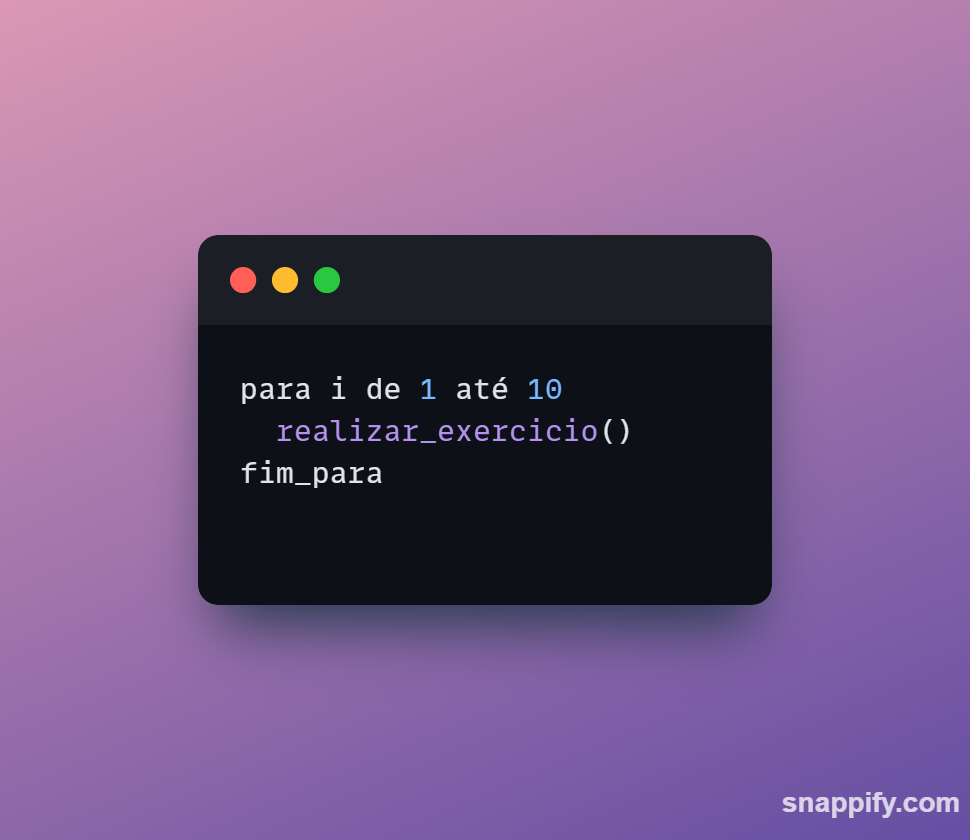 para i de 1 até 10
  realizar_exercicio()
fim_para
snappify.com